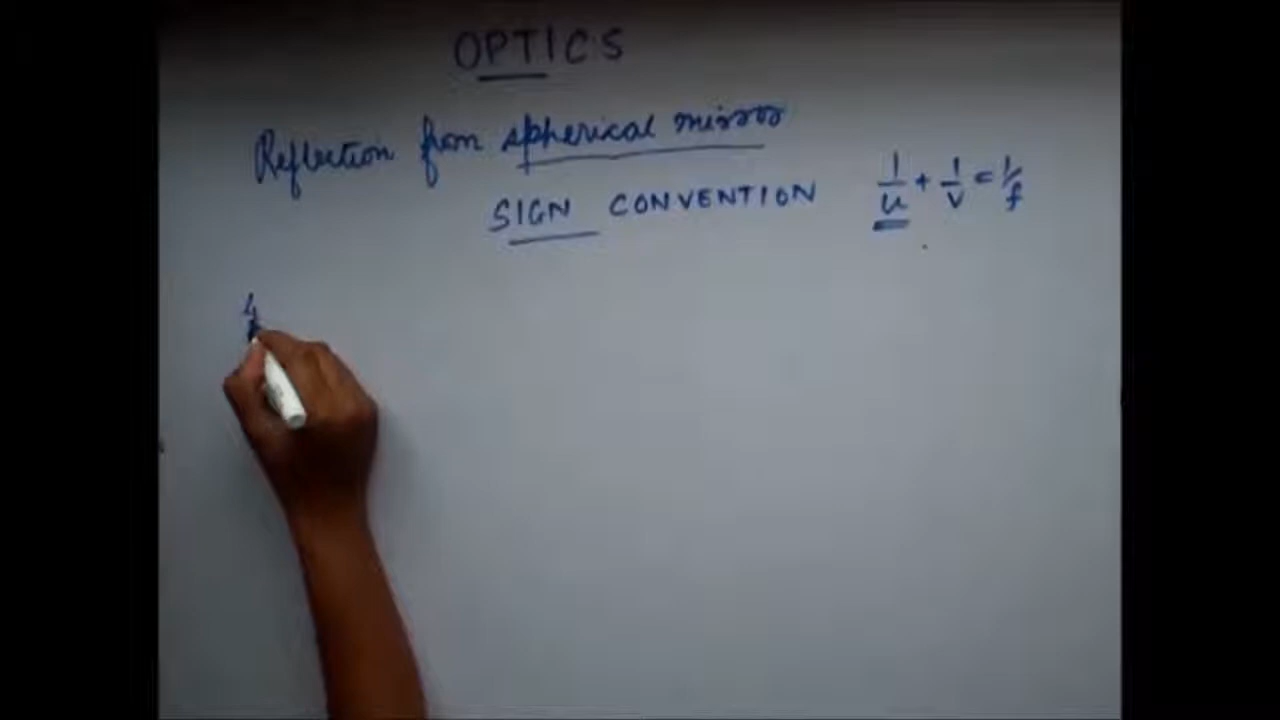 OPTICS
Reflection from spherical mirror
SIGN CONVENTION
1/u + 1/v = 1/f